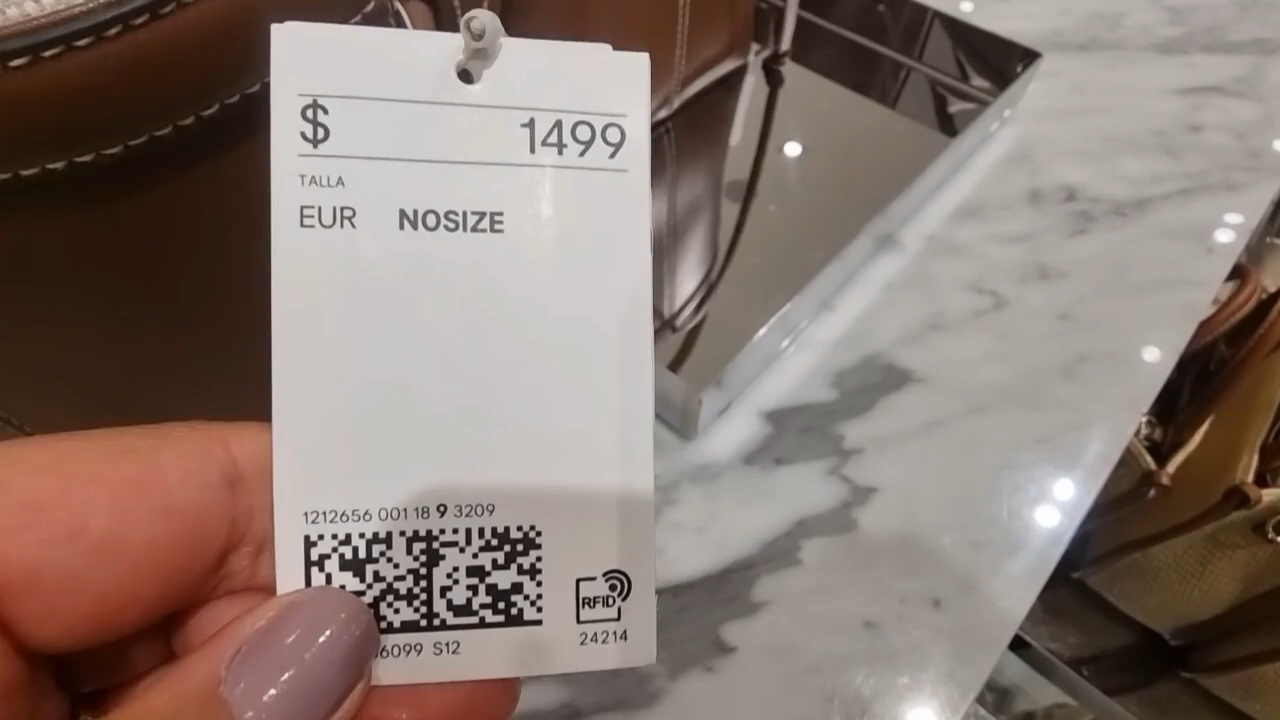 $ 1499
TALLA
EUR NOSIZE
1212656 001 18 9 3209
RFID
24214
6099 S12